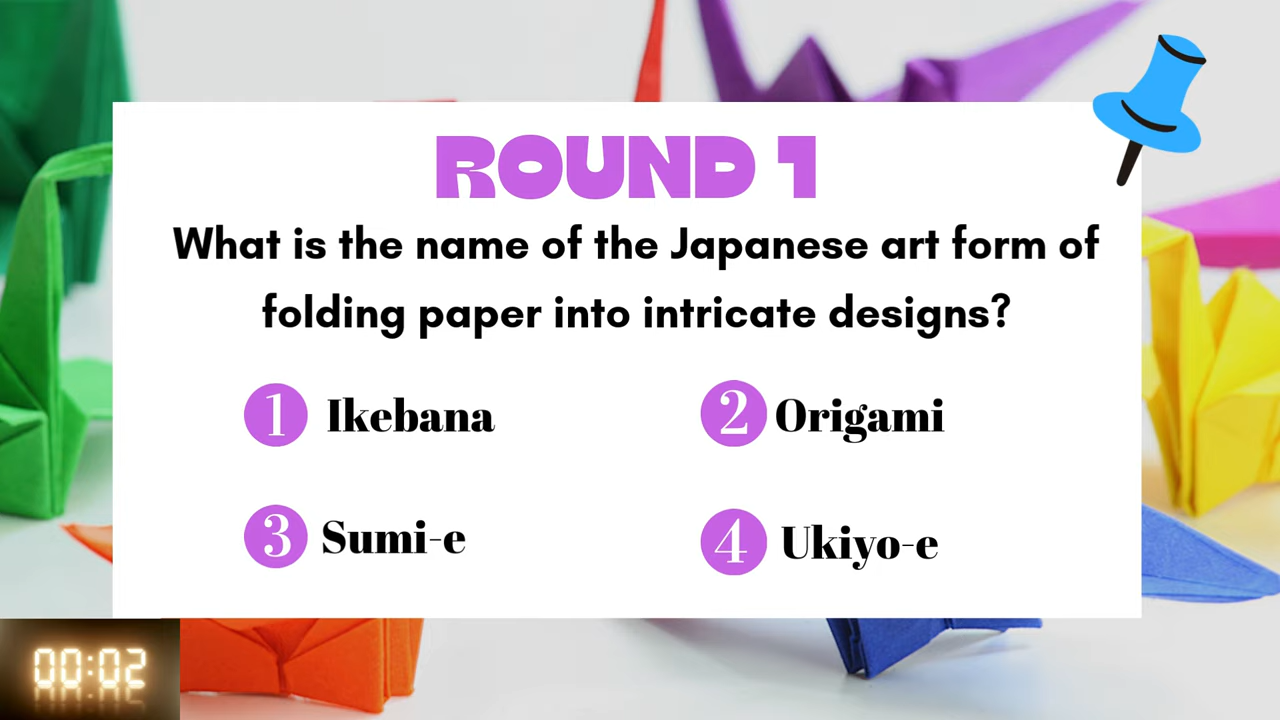 ROUND 1
What is the name of the Japanese art form of
folding paper into intricate designs?
1 Ikebana
2 Origami
3 Sumi-e
4 Ukiyo-e
00:02